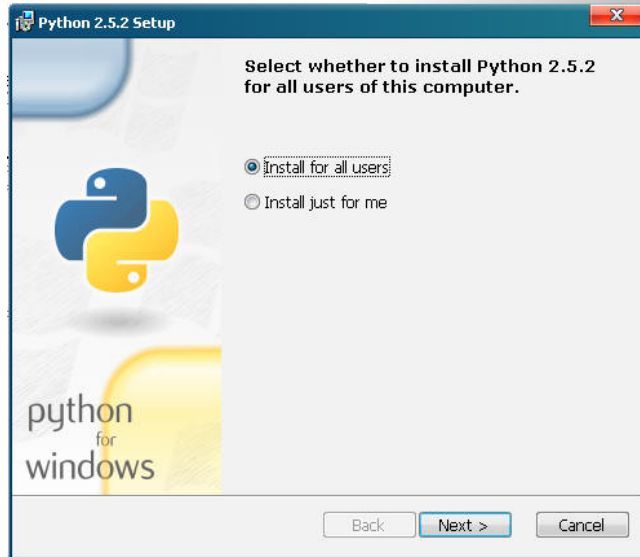 Python 2.5.2 Setup
Select whether to install Python 2.5.2
for all users of this computer.
Install for all users
Install just for me
python
for
windows
Back
Next >
Cancel